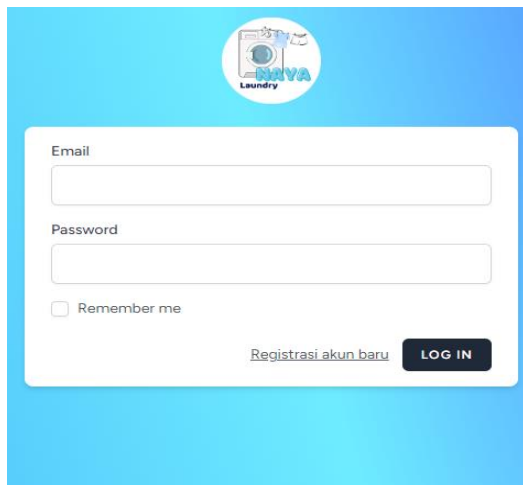 NAYA
Laundry
Email
Password
Remember me
Registrasi akun baru
LOG IN